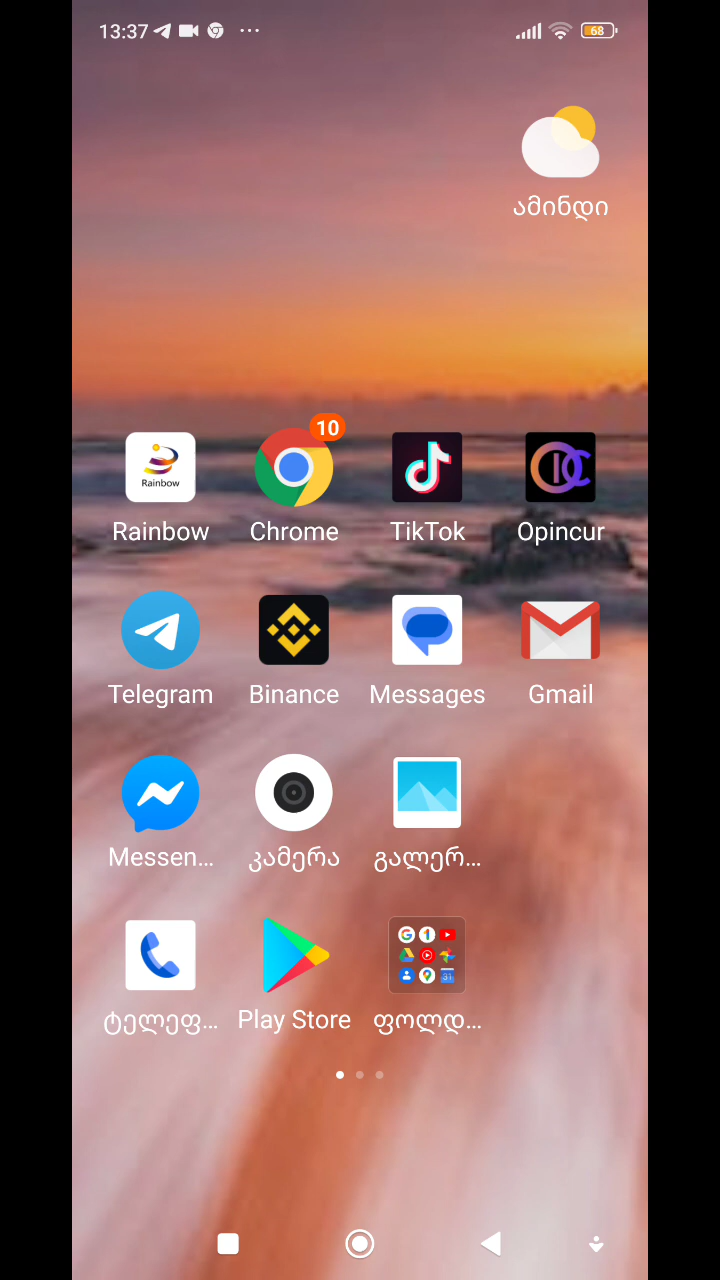 13:37
68
ამინდი
10
Rainbow
Rainbow
Chrome
TikTok
Opincur
Telegram
Binance
Messages
Gmail
Messen...
კამერა
გალერ...
31
ტელეფ...
Play Store
ფოლდ...